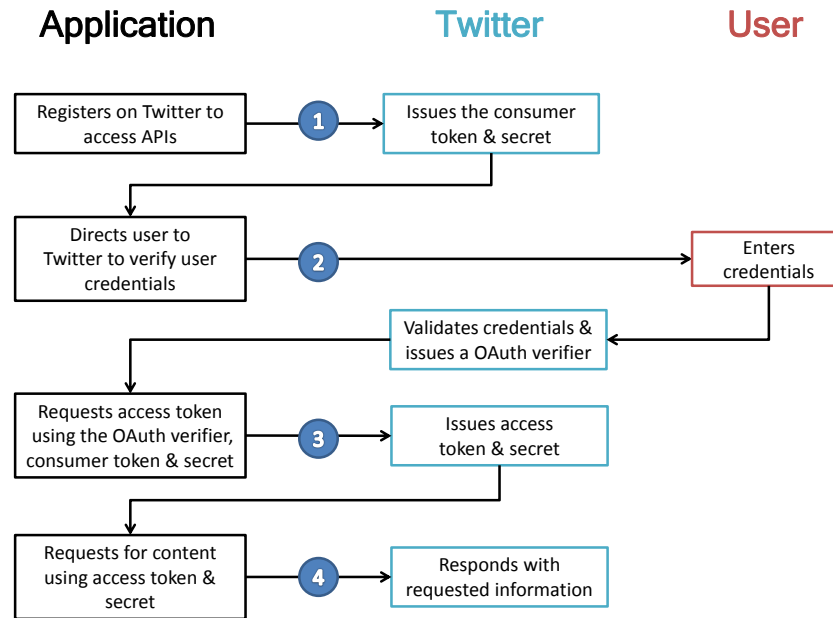 Application
Twitter
User
Registers on Twitter to
access APIs
1
Issues the consumer
token & secret
Directs user to
Twitter to verify user
credentials
2
Enters
credentials
Validates credentials &
issues a OAuth verifier
Requests access token
using the OAuth verifier,
consumer token & secret
3
Issues access
token & secret
Requests for content
using access token &
secret
4
Responds with
requested information